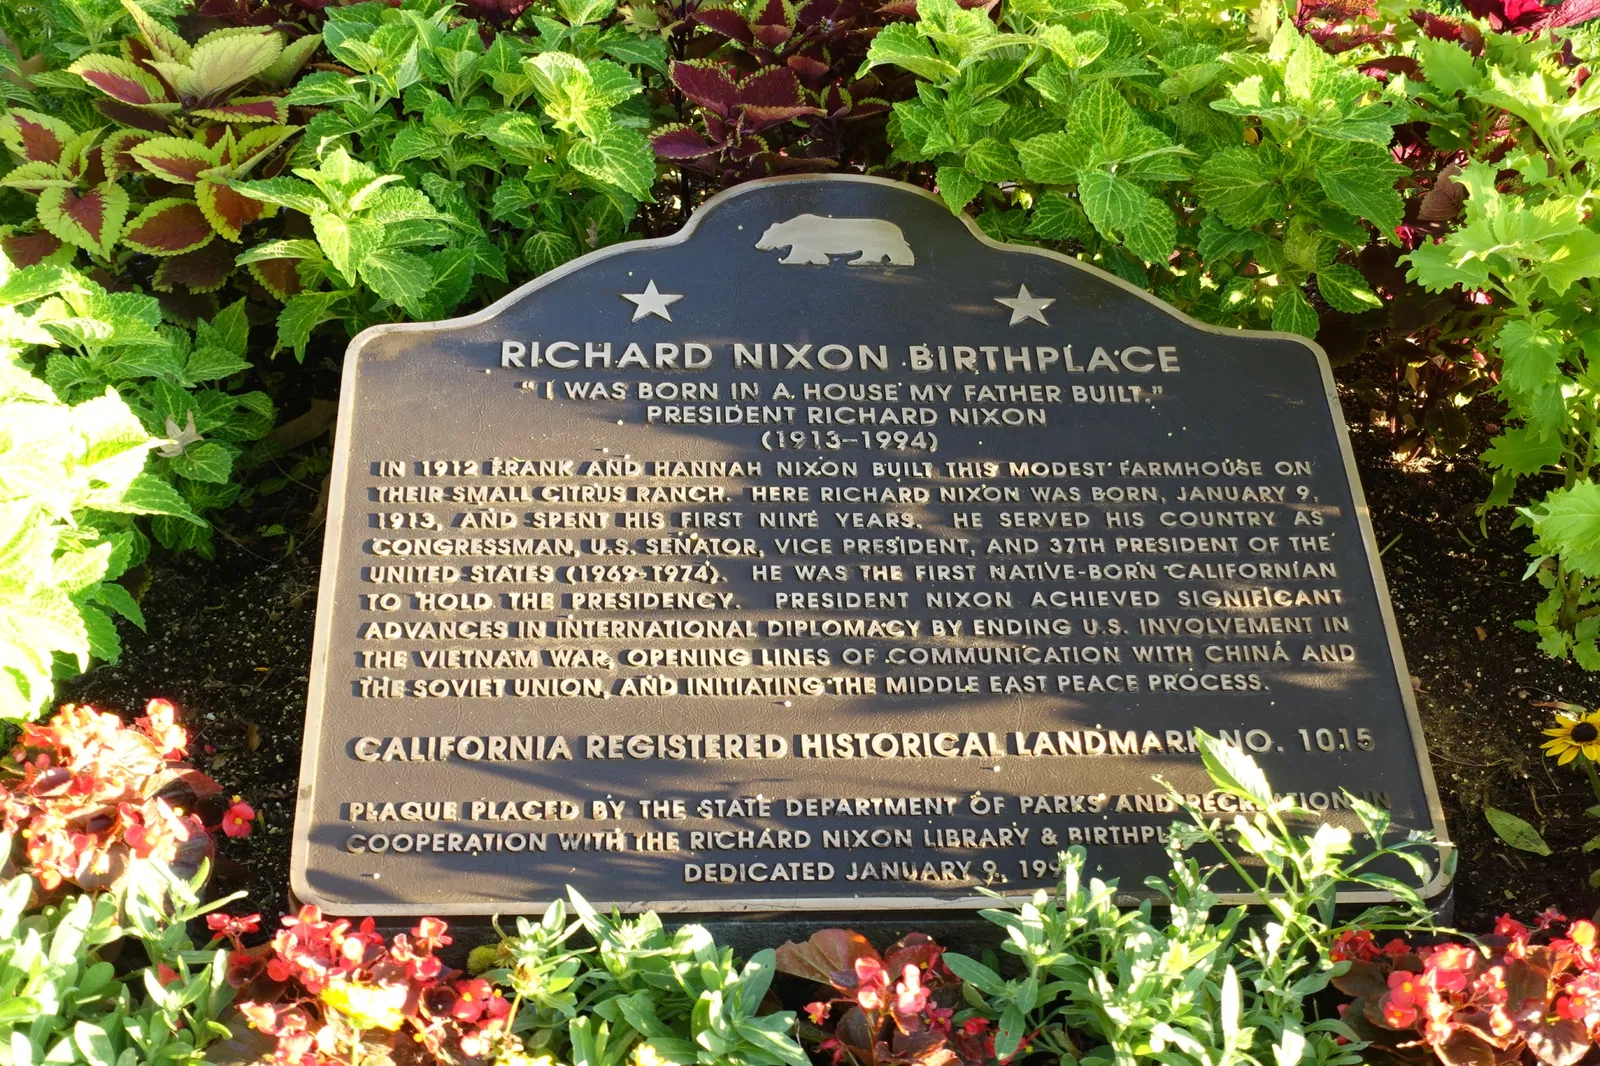 RICHARD NIXON BIRTHPLACE
"I WAS BORN IN A HOUSE MY FATHER BUILT."
PRESIDENT RICHARD NIXON
(1913-1994)
IN 1912 FRANK AND HANNAH NIXON BUILT THIS MODEST FARMHOUSE ON
THEIR SMALL CITRUS RANCH. HERE RICHARD NIXON WAS BORN, JANUARY 9,
1913, AND SPENT HIS FIRST NINE YEARS. HE SERVED HIS COUNTRY AS
CONGRESSMAN, U.S. SENATOR, VICE PRESIDENT, AND 37TH PRESIDENT OF THE
UNITED STATES (1969-1974). HE WAS THE FIRST NATIVE-BORN CALIFORNIAN
TO HOLD THE PRESIDENCY. PRESIDENT NIXON ACHIEVED SIGNIFICANT
ADVANCES IN INTERNATIONAL DIPLOMACY BY ENDING U.S. INVOLVEMENT IN
THE VIETNAM WAR, OPENING LINES OF COMMUNICATION WITH CHINA AND
THE SOVIET UNION, AND INITIATING THE MIDDLE EAST PEACE PROCESS.
CALIFORNIA REGISTERED HISTORICAL LANDMARK NO. 1015
PLAQUE PLACED BY THE STATE DEPARTMENT OF PARKS AND RECREATION IN
COOPERATION WITH THE RICHARD NIXON LIBRARY & BIRTHPLACE
DEDICATED JANUARY 9,